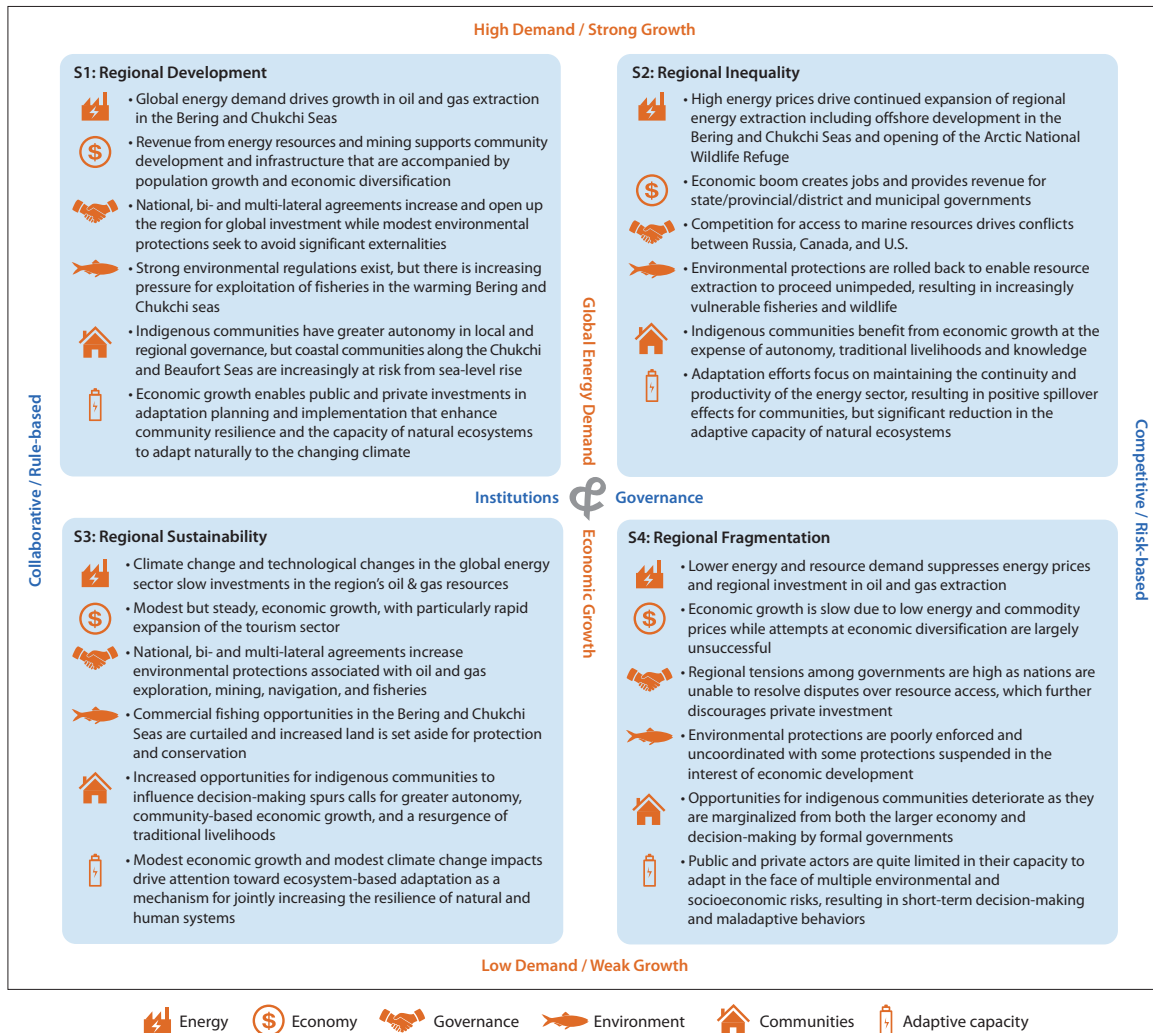 High Demand / Strong Growth
S1: Regional Development
• Global energy demand drives growth in oil and gas extraction
in the Bering and Chukchi Seas
• Revenue from energy resources and mining supports community
development and infrastructure that are accompanied by
population growth and economic diversification
• National, bi- and multi-lateral agreements increase and open up
the region for global investment while modest environmental
protections seek to avoid significant externalities
• Strong environmental regulations exist, but there is increasing
pressure for exploitation of fisheries in the warming Bering and
Chukchi seas
• Indigenous communities have greater autonomy in local and
regional governance, but coastal communities along the Chukchi
and Beaufort Seas are increasingly at risk from sea-level rise
• Economic growth enables public and private investments in
adaptation planning and implementation that enhance
community resilience and the capacity of natural ecosystems
to adapt naturally to the changing climate
S2: Regional Inequality
• High energy prices drive continued expansion of regional
energy extraction including offshore development in the
Bering and Chukchi Seas and opening of the Arctic National
Wildlife Refuge
• Economic boom creates jobs and provides revenue for
state/provincial/district and municipal governments
• Competition for access to marine resources drives conflicts
between Russia, Canada, and U.S.
• Environmental protections are rolled back to enable resource
extraction to proceed unimpeded, resulting in increasingly
vulnerable fisheries and wildlife
• Indigenous communities benefit from economic growth at the
expense of autonomy, traditional livelihoods and knowledge
• Adaptation efforts focus on maintaining the continuity and
productivity of the energy sector, resulting in positive spillover
effects for communities, but significant reduction in the
adaptive capacity of natural ecosystems
Global Energy Demand
Collaborative / Rule-based
Institutions & Governance
Competitive / Risk-based
Economic Growth
S3: Regional Sustainability
• Climate change and technological changes in the global energy
sector slow investments in the region's oil & gas resources
• Modest but steady, economic growth, with particularly rapid
expansion of the tourism sector
• National, bi- and multi-lateral agreements increase
environmental protections associated with oil and gas
exploration, mining, navigation, and fisheries
• Commercial fishing opportunities in the Bering and Chukchi
Seas are curtailed and increased land is set aside for protection
and conservation
• Increased opportunities for indigenous communities to
influence decision-making spurs calls for greater autonomy,
community-based economic growth, and a resurgence of
traditional livelihoods
• Modest economic growth and modest climate change impacts
drive attention toward ecosystem-based adaptation as a
mechanism for jointly increasing the resilience of natural and
human systems
S4: Regional Fragmentation
• Lower energy and resource demand suppresses energy prices
and regional investment in oil and gas extraction
• Economic growth is slow due to low energy and commodity
prices while attempts at economic diversification are largely
unsuccessful
• Regional tensions among governments are high as nations are
unable to resolve disputes over resource access, which further
discourages private investment
• Environmental protections are poorly enforced and
uncoordinated with some protections suspended in the
interest of economic development
• Opportunities for indigenous communities deteriorate as they
are marginalized from both the larger economy and
decision-making by formal governments
• Public and private actors are quite limited in their capacity to
adapt in the face of multiple environmental and
socioeconomic risks, resulting in short-term decision-making
and maladaptive behaviors
Low Demand / Weak Growth
Energy $ Economy Governance Environment Communities Adaptive capacity